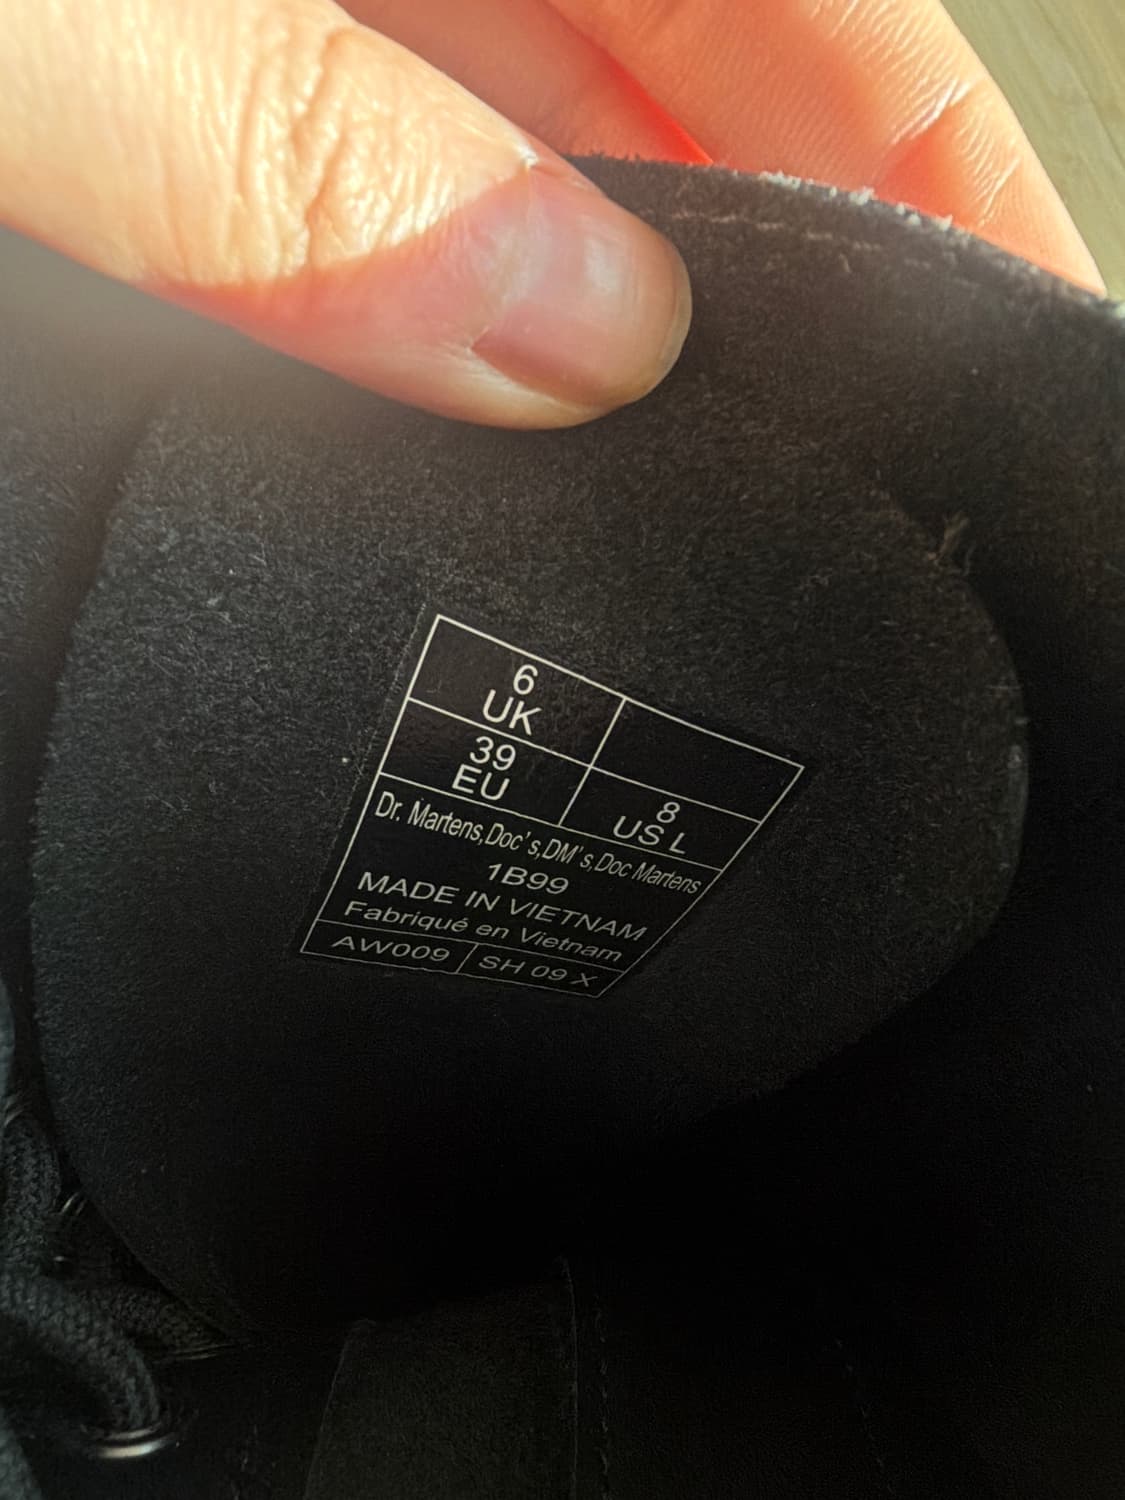 6
UK
39
EU
8
US L
Dr. Martens,Doc's,DM's,Doc Martens
1B99
MADE IN VIETNAM
Fabriqué en Vietnam
AW009 SH 09 X